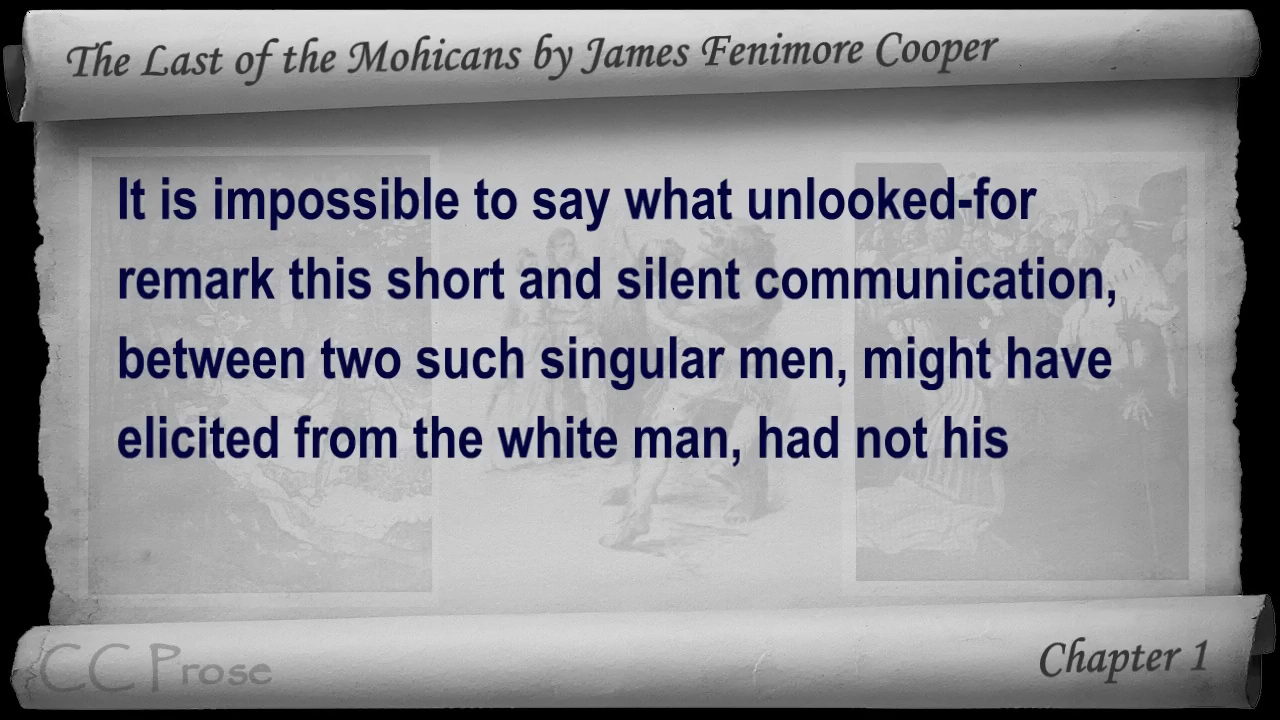 The Last of the Mohicans by James Fenimore Cooper
It is impossible to say what unlooked-for
remark this short and silent communication,
between two such singular men, might have
elicited from the white man, had not his
CC Prose
Chapter 1